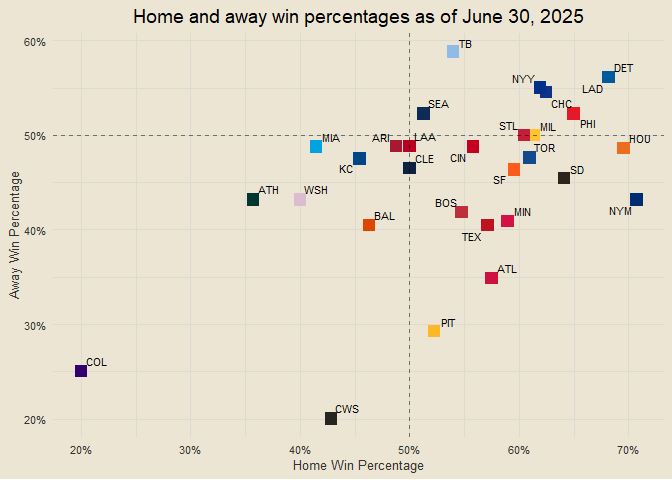 Home and away win percentages as of June 30, 2025
60%
TB
DET
NYY
LAD
SEA
CHC
PHI
50%
STL
MIL
MIA
ARI
LAA
HOU
TOR
KC
CLE
CIN
SF
SD
ATH
WSH
BOS
MIN
NYM
BAL
TEX
40%
ATL
30%
PIT
COL
CWS
20%
20%
30%
40%
50%
60%
70%
Home Win Percentage
Away Win Percentage